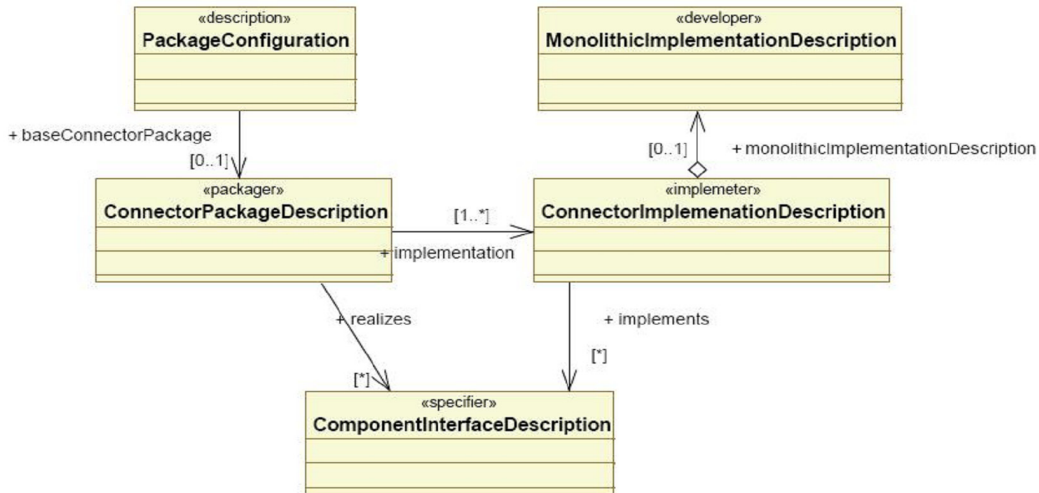 «description»
PackageConfiguration
«developer»
MonolithicImplementationDescription
+ baseConnectorPackage
[0..1]
[0..1]
+ monolithicImplementationDescription
«packager»
ConnectorPackageDescription
[1..*]
+ implementation
«implemeter»
ConnectorImplemenationDescription
+ realizes
[*]
+ implements
[*]
«specifier»
ComponentInterfaceDescription